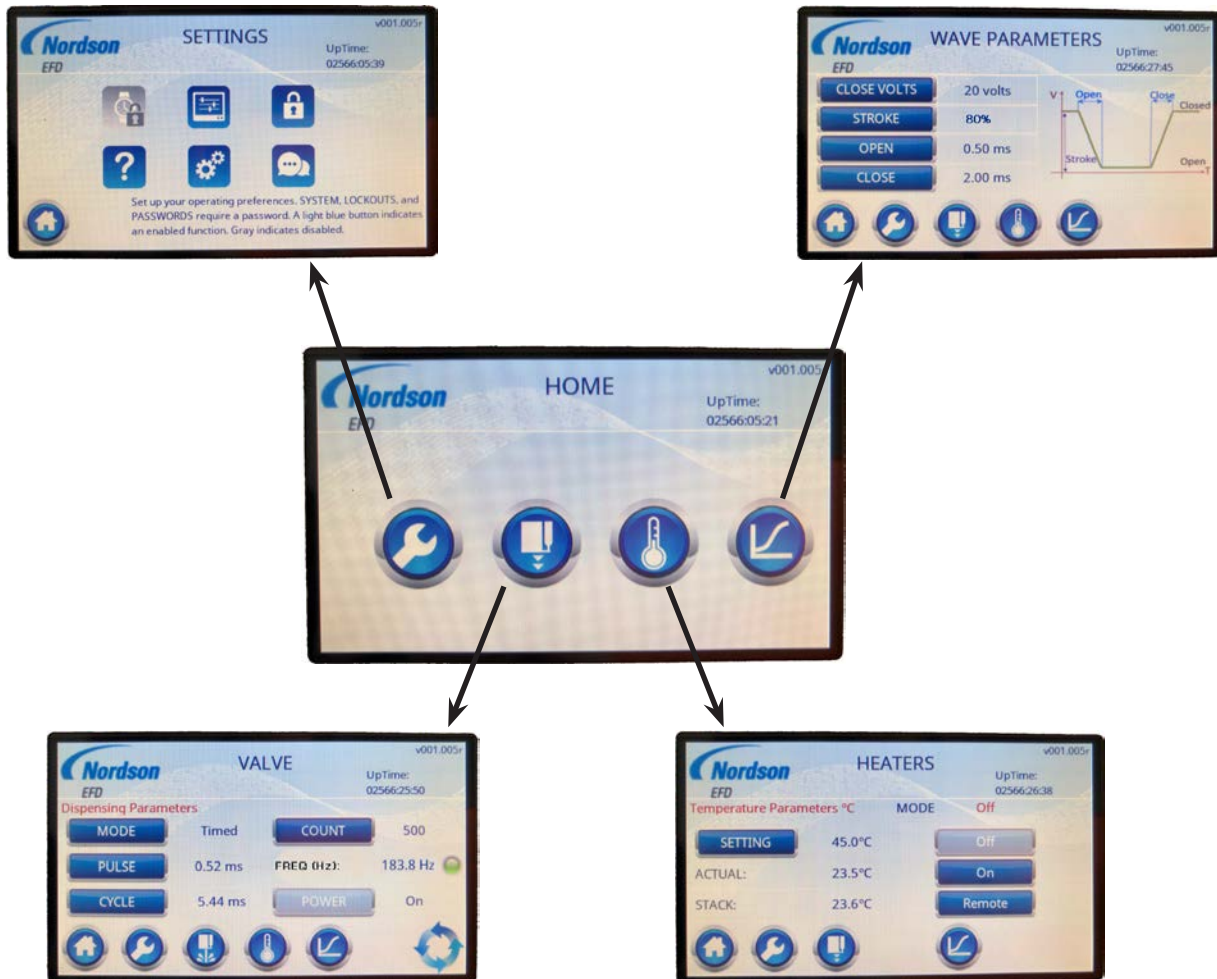 Nordson
EFD
SETTINGS
v001.005r
UpTime:
02566:05:39
?
Set up your operating preferences. SYSTEM, LOCKOUTS, and
PASSWORDS require a password. A light blue button indicates
an enabled function. Gray indicates disabled.
Nordson
EFD
WAVE PARAMETERS
v001.005r
UpTime:
02566:27:45
CLOSE VOLTS 20 volts
STROKE 80%
OPEN 0.50 ms
CLOSE 2.00 ms
V Open Close
Closed
Stroke
Open
T
Nordson
EFD
HOME
v001.005
UpTime:
02566:05:21
Nordson
EFD
VALVE
v001.005r
UpTime:
02566:25:50
Dispensing Parameters
MODE Timed COUNT 500
PULSE 0.52 ms FREQ (Hz): 183.8 Hz
CYCLE 5.44 ms POWER On
Nordson
EFD
HEATERS
v001.005r
UpTime:
02566:26:38
Temperature Parameters °C MODE Off
SETTING 45.0°C Off
ACTUAL: 23.5°C On
STACK: 23.6°C Remote